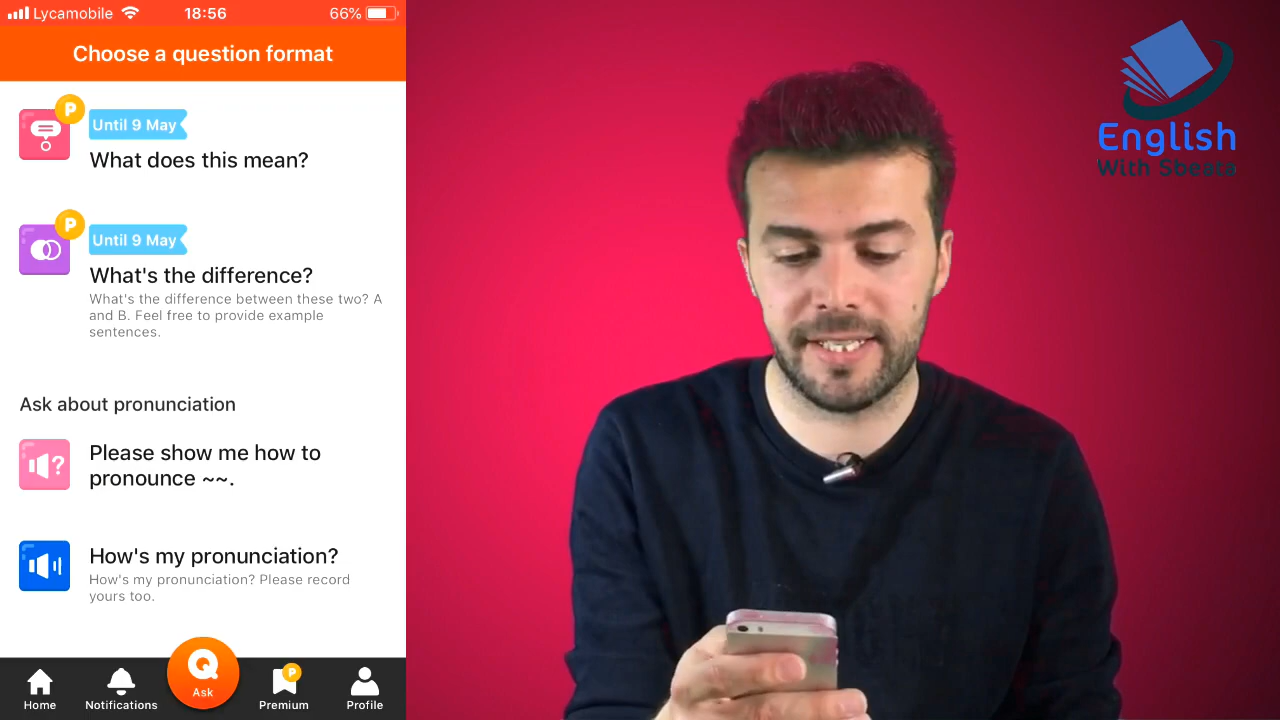 Lycamobile 18:56 66%
Choose a question format
P
Until 9 May
What does this mean?
P
Until 9 May
What's the difference?
What's the difference between these two? A
and B. Feel free to provide example
sentences.
Ask about pronunciation
?
Please show me how to
pronounce ~~.
How's my pronunciation?
How's my pronunciation? Please record
yours too.
Home
Notifications
Q
Ask
P
Premium
Profile
English
With Sbeata